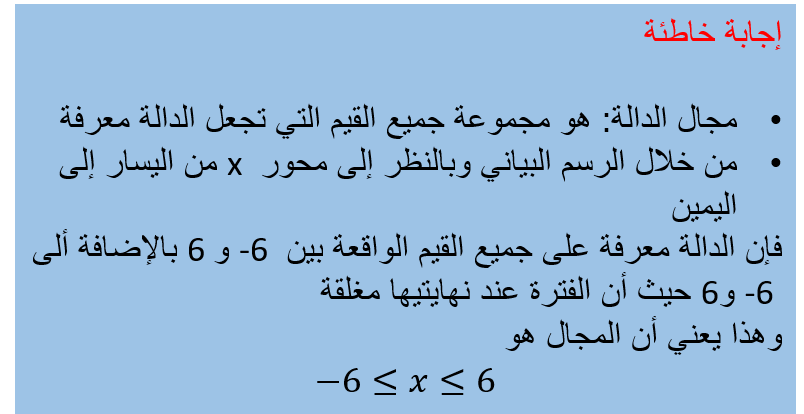 إجابة خاطئة
• مجال الدالة: هو مجموعة جميع القيم التي تجعل الدالة معرفة
• من خلال الرسم البياني وبالنظر إلى محور x من اليسار إلى
اليمين
فإن الدالة معرفة على جميع القيم الواقعة بين 6- و 6 بالإضافة ألى
6- و6 حيث أن الفترة عند نهايتيها مغلقة
وهذا يعني أن المجال هو
−6 ≤ x ≤ 6